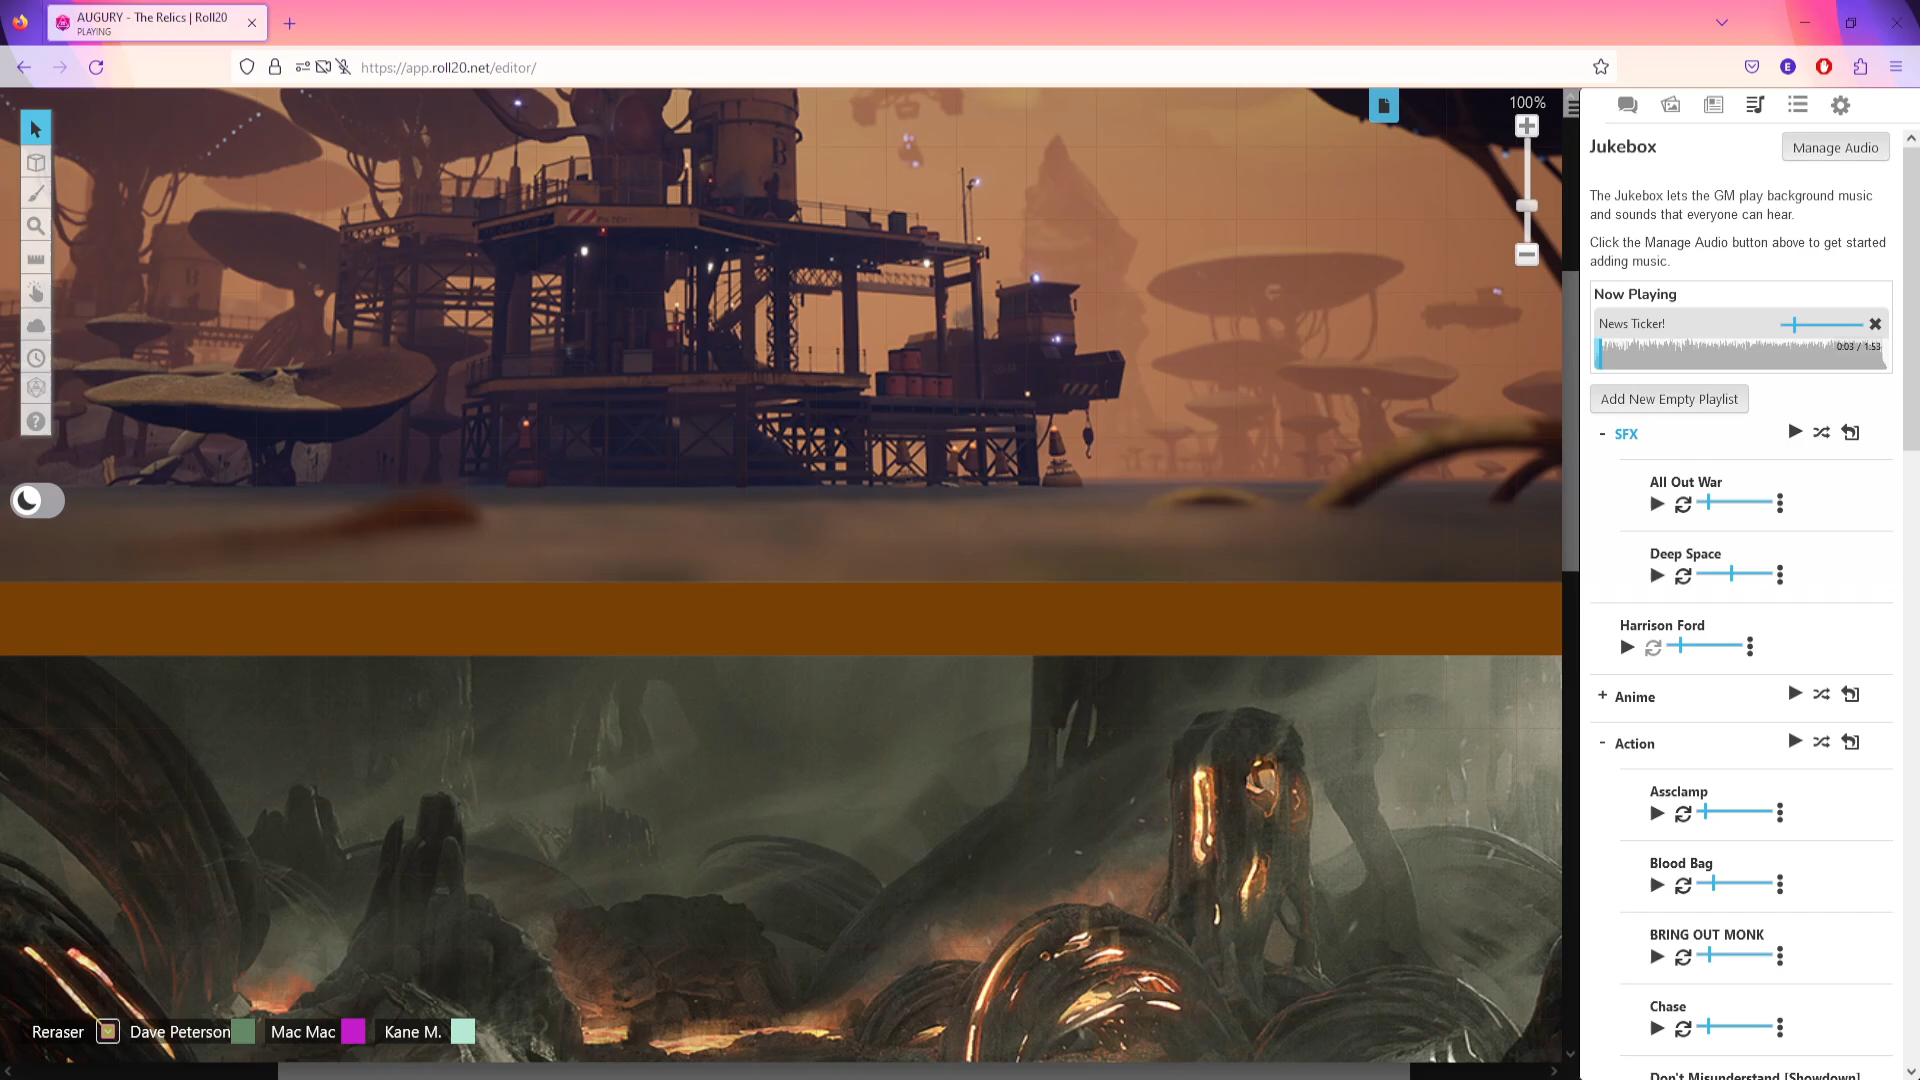 AUGURY - The Relics | Roll20
PLAYING
https://app.roll20.net/editor/
E
100%
B
Jukebox
Manage Audio
The Jukebox lets the GM play background music
and sounds that everyone can hear.
Click the Manage Audio button above to get started
adding music.
Now Playing
News Ticker!
0:03 / 1:53
Add New Empty Playlist
- SFX
All Out War
Deep Space
Harrison Ford
+ Anime
- Action
Assclamp
Blood Bag
BRING OUT MONK
Chase
Don't Misunderstand [Showdown]
Reraser
Dave Peterson
Mac Mac
Kane M.